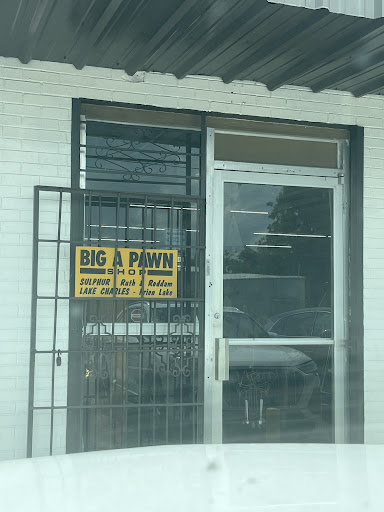 BIG A PAWN
SHOP
SULPHUR - Ruth & Roddam
LAKE CHARLES - Prien Lake